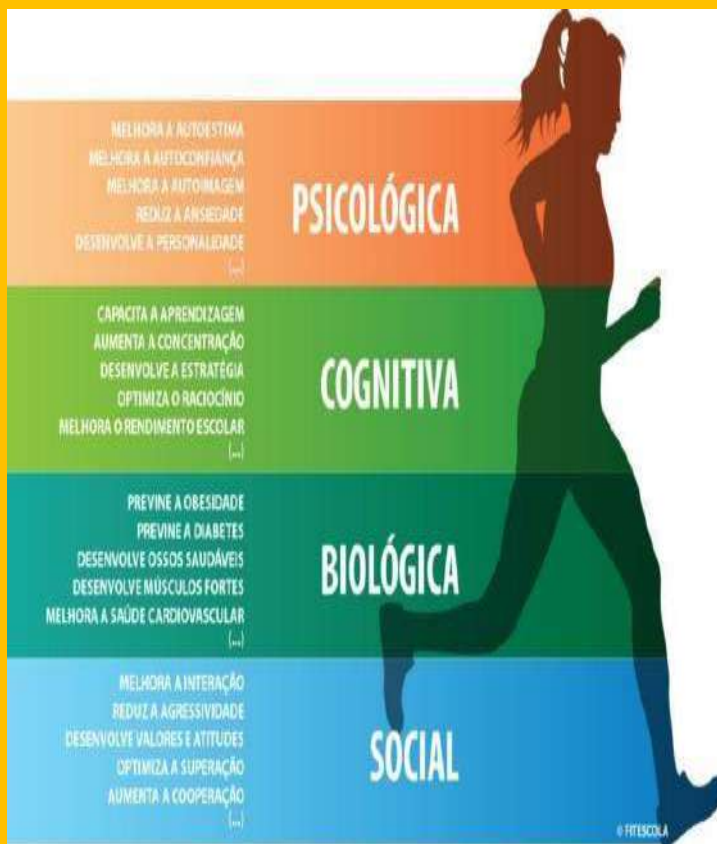 MELHORA A AUTOESTIMA
MELHORA A AUTOCONFIANÇA
MELHORA A AUTOIMAGEM
REDUZ A ANSIEDADE
DESENVOLVE A PERSONALIDADE
(...)
PSICOLÓGICA
CAPACITA A APRENDIZAGEM
AUMENTA A CONCENTRAÇÃO
DESENVOLVE A ESTRATÉGIA
OPTIMIZA O RACIOCÍNIO
MELHORA O RENDIMENTO ESCOLAR
(...)
COGNITIVA
PREVINE A OBESIDADE
PREVINE A DIABETES
DESENVOLVE OSSOS SAUDÁVEIS
DESENVOLVE MÚSCULOS FORTES
MELHORA A SAÚDE CARDIOVASCULAR
(...)
BIOLÓGICA
MELHORA A INTERAÇÃO
REDUZ A AGRESSIVIDADE
DESENVOLVE VALORES E ATITUDES
OPTIMIZA A SUPERAÇÃO
AUMENTA A COOPERAÇÃO
(...)
SOCIAL
© FITESCOLA